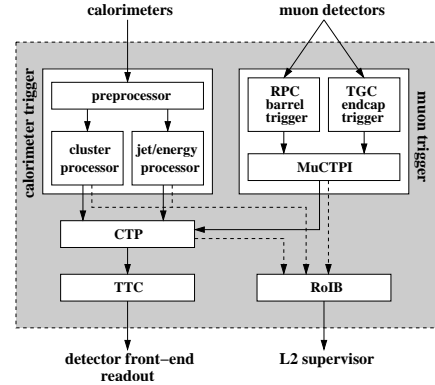 calorimeters
muon detectors
calorimeter trigger
preprocessor
cluster
processor
jet/energy
processor
RPC
barrel
trigger
TGC
endcap
trigger
MuCTPI
muon trigger
CTP
TTC
RoIB
detector front-end
readout
L2 supervisor